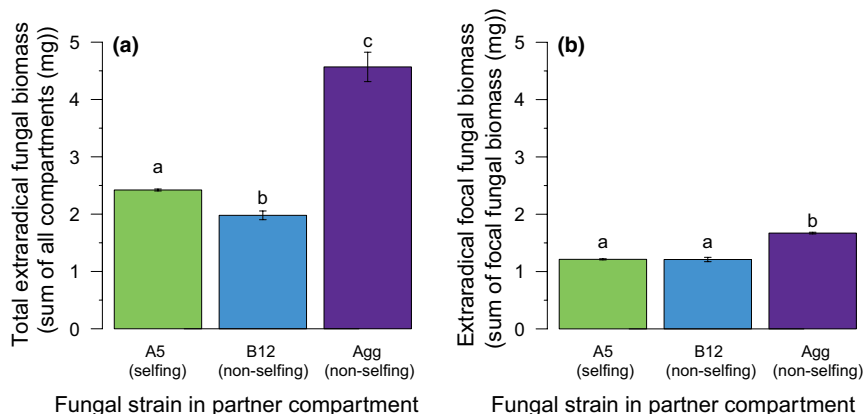 (a)
Total extraradical fungal biomass
(sum of all compartments (mg))
5
4
3
2
1
0
a
b
c
A5
(selfing)
B12
(non-selfing)
Agg
(non-selfing)
Fungal strain in partner compartment
(b)
Extraradical focal fungal biomass
(sum of focal fungal biomass (mg))
5
4
3
2
1
0
a
a
b
A5
(selfing)
B12
(non-selfing)
Agg
(non-selfing)
Fungal strain in partner compartment